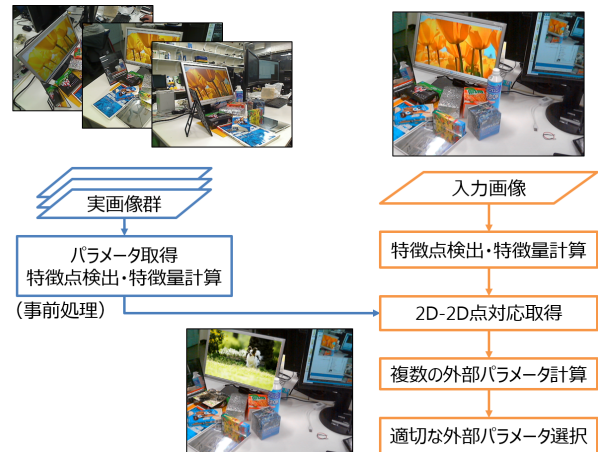 実画像群
パラメータ取得
特徴点検出・特徴量計算
(事前処理)
入力画像
特徴点検出・特徴量計算
2D-2D点対応取得
複数の外部パラメータ計算
適切な外部パラメータ選択